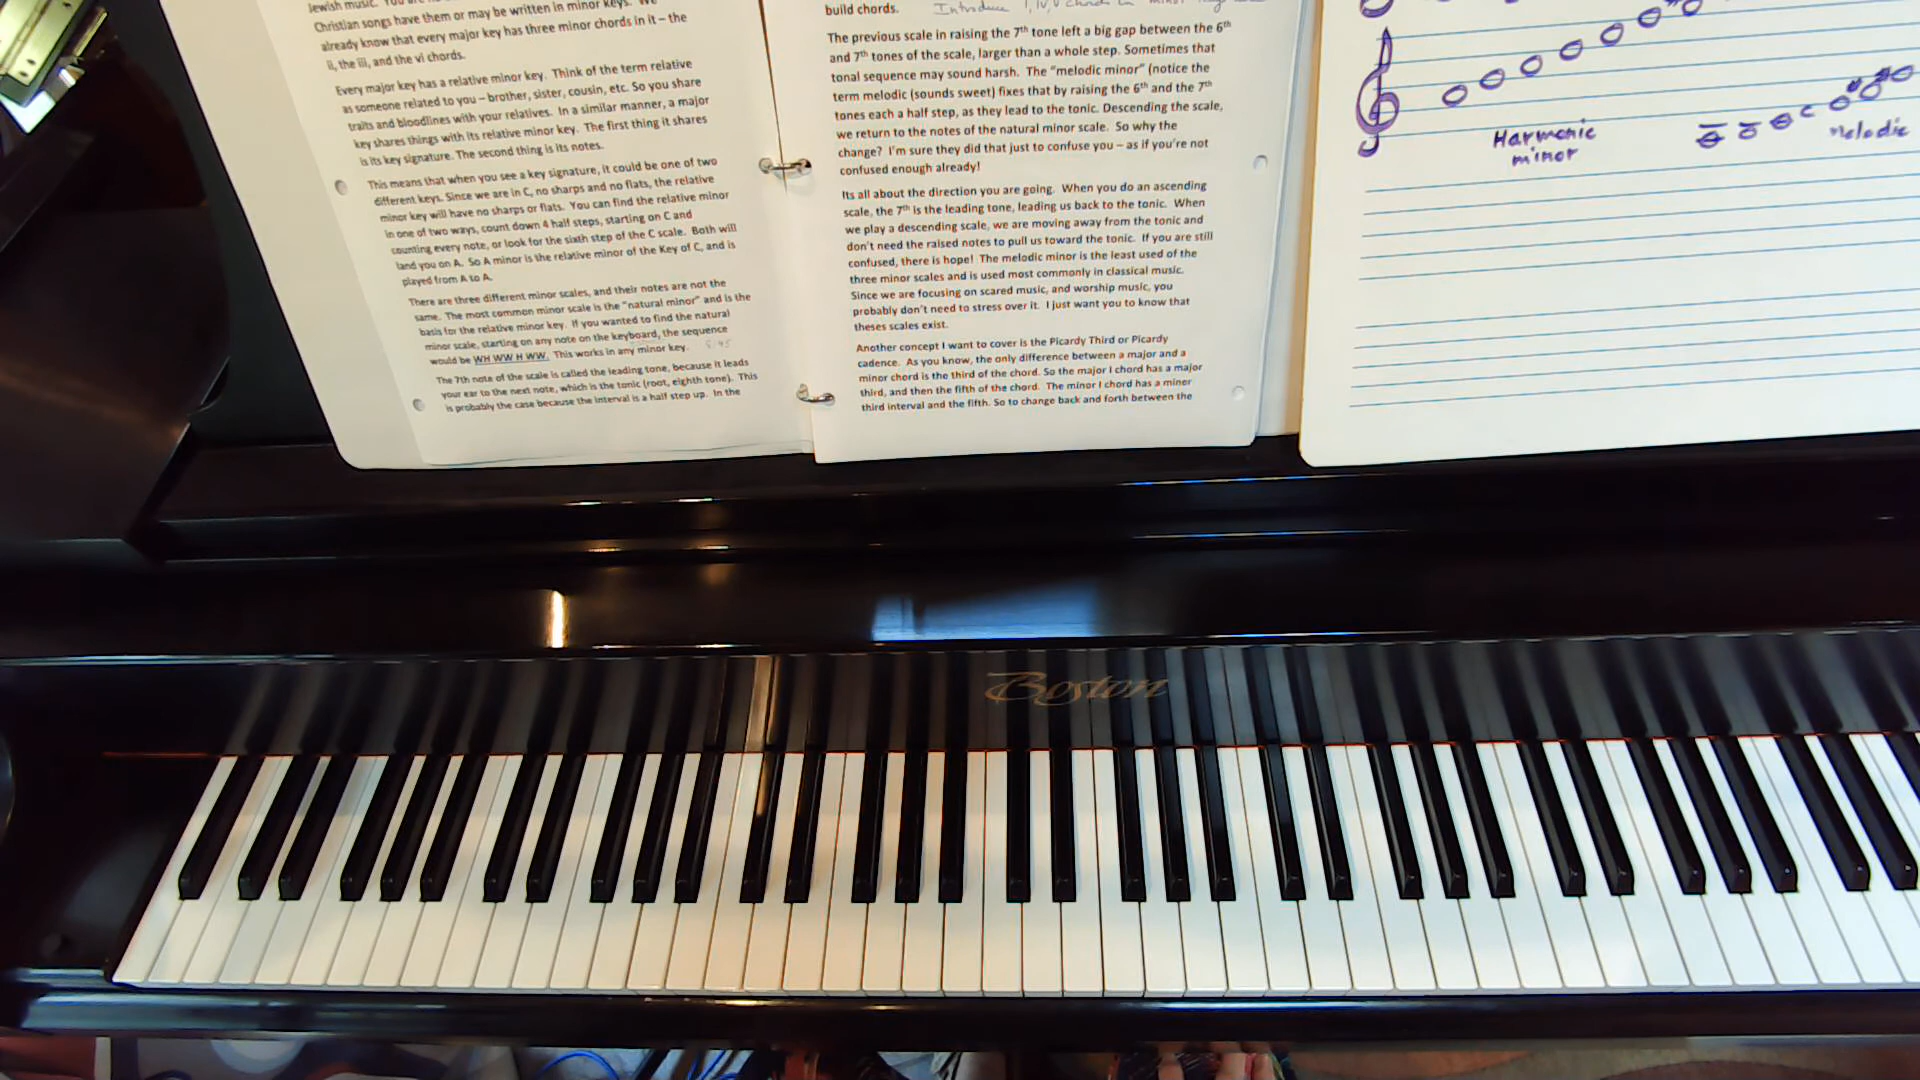 Jewish music.
Christian songs have them or may be written in minor keys. We
already know that every major key has three minor chords in it – the
ii, the iii, and the vi chords.
Every major key has a relative minor key. Think of the term relative
as someone related to you – brother, sister, cousin, etc. So you share
traits and bloodlines with your relatives. In a similar manner, a major
key shares things with its relative minor key. The first thing it shares
is its key signature. The second thing is its notes.
This means that when you see a key signature, it could be one of two
different keys. Since we are in C, no sharps and no flats, the relative
minor key will have no sharps or flats. You can find the relative minor
in one of two ways, count down 4 half steps, starting on C and
counting every note, or look for the sixth step of the C scale. Both will
land you on A. So A minor is the relative minor of the Key of C, and is
played from A to A.
There are three different minor scales, and their notes are not the
same. The most common minor scale is the "natural minor" and is the
basis for the relative minor key. If you wanted to find the natural
minor scale, starting on any note on the keyboard, the sequence
would be WH WW H WW. This works in any minor key.
The 7th note of the scale is called the leading tone, because it leads
your ear to the next note, which is the tonic (root, eighth tone). This
is probably the case because the interval is a half step up. In the
build chords. Introduce I, IV, V chords in minor
The previous scale in raising the 7th tone left a big gap between the 6th
and 7th tones of the scale, larger than a whole step. Sometimes that
tonal sequence may sound harsh. The "melodic minor" (notice the
term melodic (sounds sweet) fixes that by raising the 6th and the 7th
tones each a half step, as they lead to the tonic. Descending the scale,
we return to the notes of the natural minor scale. So why the
change? I'm sure they did that just to confuse you – as if you're not
confused enough already!
Its all about the direction you are going. When you do an ascending
scale, the 7th is the leading tone, leading us back to the tonic. When
we play a descending scale, we are moving away from the tonic and
don't need the raised notes to pull us toward the tonic. If you are still
confused, there is hope! The melodic minor is the least used of the
three minor scales and is used most commonly in classical music.
Since we are focusing on scared music, and worship music, you
probably don't need to stress over it. I just want you to know that
theses scales exist.
Another concept I want to cover is the Picardy Third or Picardy
cadence. As you know, the only difference between a major and a
minor chord is the third of the chord. So the major I chord has a major
third, and then the fifth of the chord. The minor I chord has a minor
third interval and the fifth. So to change back and forth between the
Harmonic
minor
Melodic
Boston